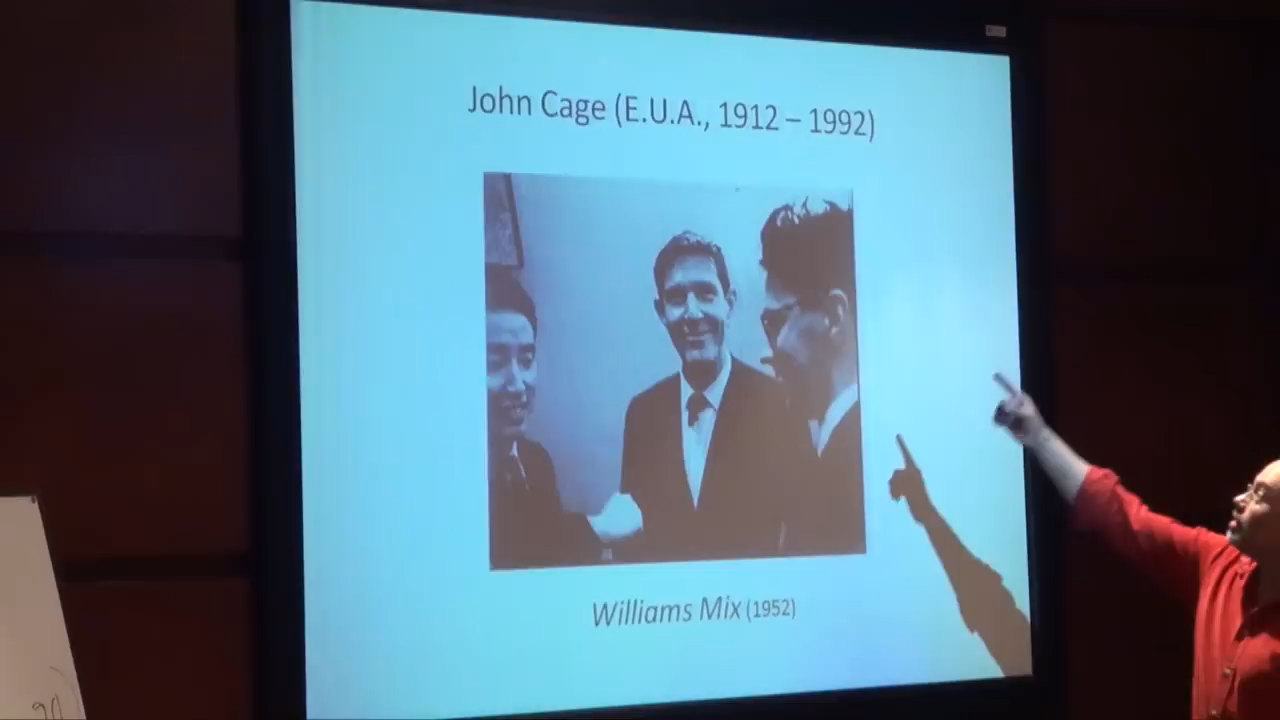 John Cage (E.U.A., 1912 – 1992)
Williams Mix (1952)